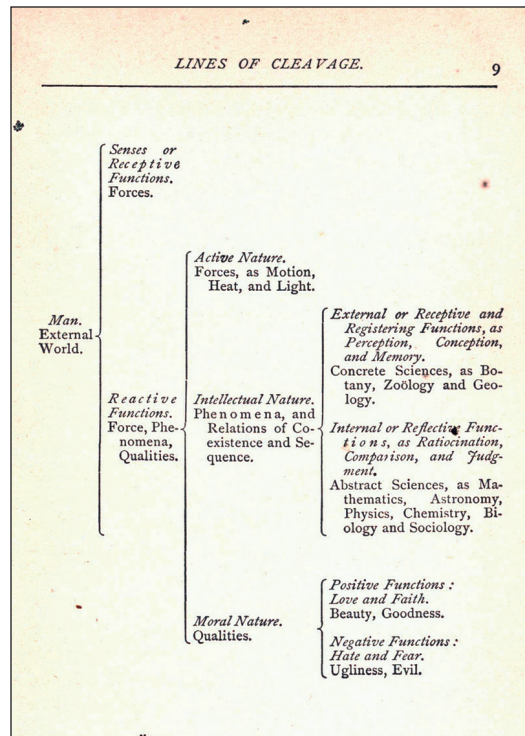 LINES OF CLEAVAGE.
9
Senses or
Receptive
Functions.
Forces.
Active Nature.
Forces, as Motion,
Heat, and Light.
Man.
External
World.
Reactive
Functions.
Force, Phe-
nomena,
Qualities.
Intellectual Nature.
Phenomena, and
Relations of Co-
existence and Se-
quence.
External or Receptive and
Registering Functions, as
Perception, Conception,
and Memory.
Concrete Sciences, as Bo-
tany, Zoölogy and Geo-
logy.
Internal or Reflective Func-
tions, as Ratiocination,
Comparison, and Judg-
ment.
Abstract Sciences, as Ma-
thematics, Astronomy,
Physics, Chemistry, Bi-
ology and Sociology.
Moral Nature.
Qualities.
Positive Functions :
Love and Faith.
Beauty, Goodness.
Negative Functions :
Hate and Fear.
Ugliness, Evil.